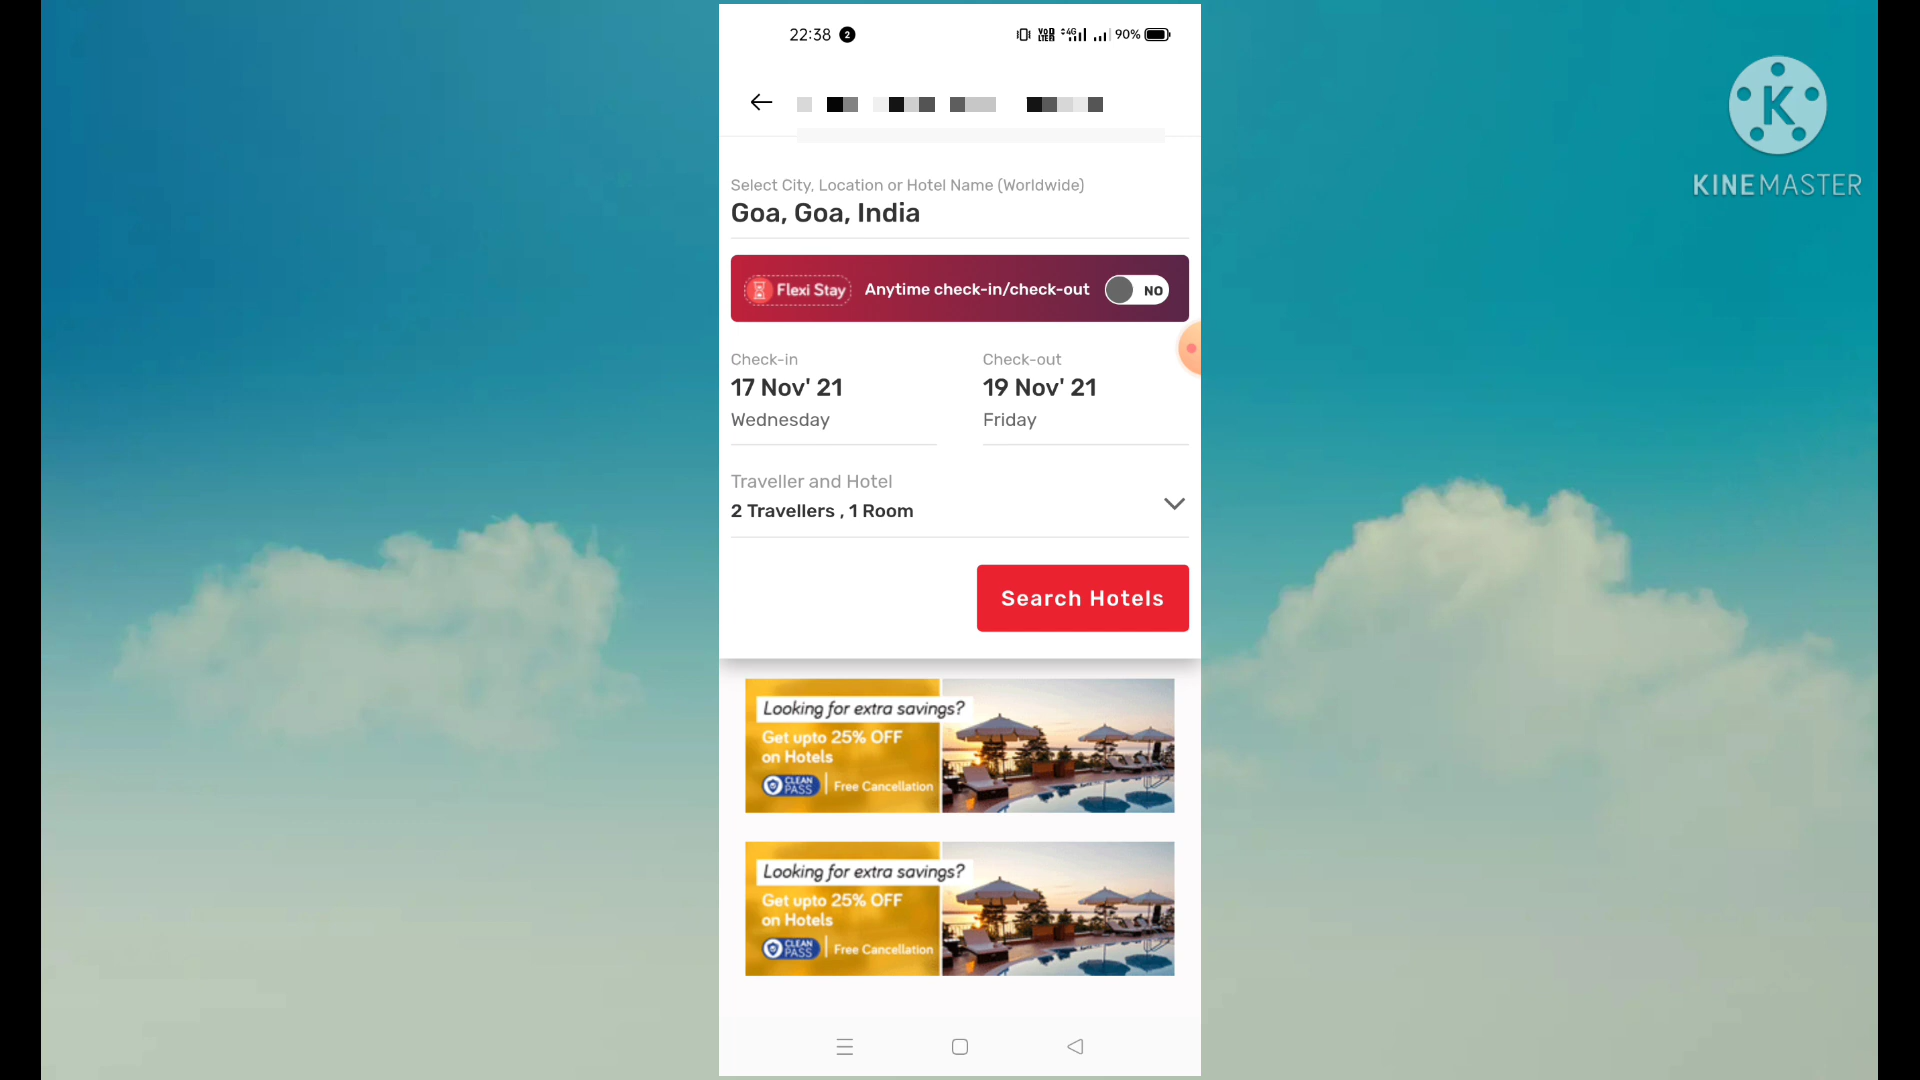 22:38 2 90%
K
KINEMASTER
Select City, Location or Hotel Name (Worldwide)
Goa, Goa, India
Flexi Stay Anytime check-in/check-out NO
Check-in Check-out
17 Nov' 21 19 Nov' 21
Wednesday Friday
Traveller and Hotel
2 Travellers , 1 Room
Search Hotels
Looking for extra savings?
Get upto 25% OFF
on Hotels
CLEAN PASS Free Cancellation
Looking for extra savings?
Get upto 25% OFF
on Hotels
CLEAN PASS Free Cancellation